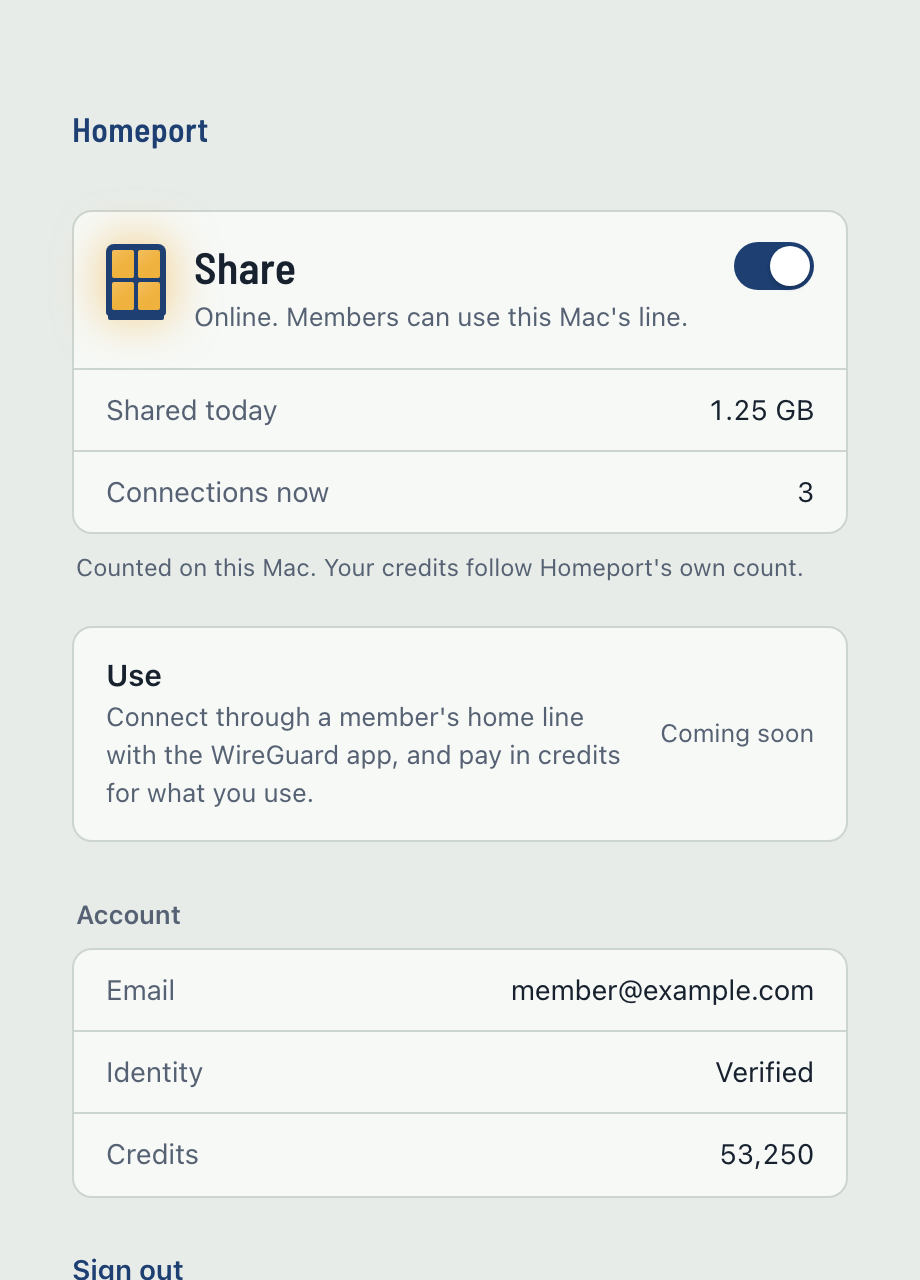 Homeport
Share
Online. Members can use this Mac's line.
Shared today 1.25 GB
Connections now 3
Counted on this Mac. Your credits follow Homeport's own count.
Use
Connect through a member's home line
with the WireGuard app, and pay in credits
for what you use.
Coming soon
Account
Email member@example.com
Identity Verified
Credits 53,250
Sign out